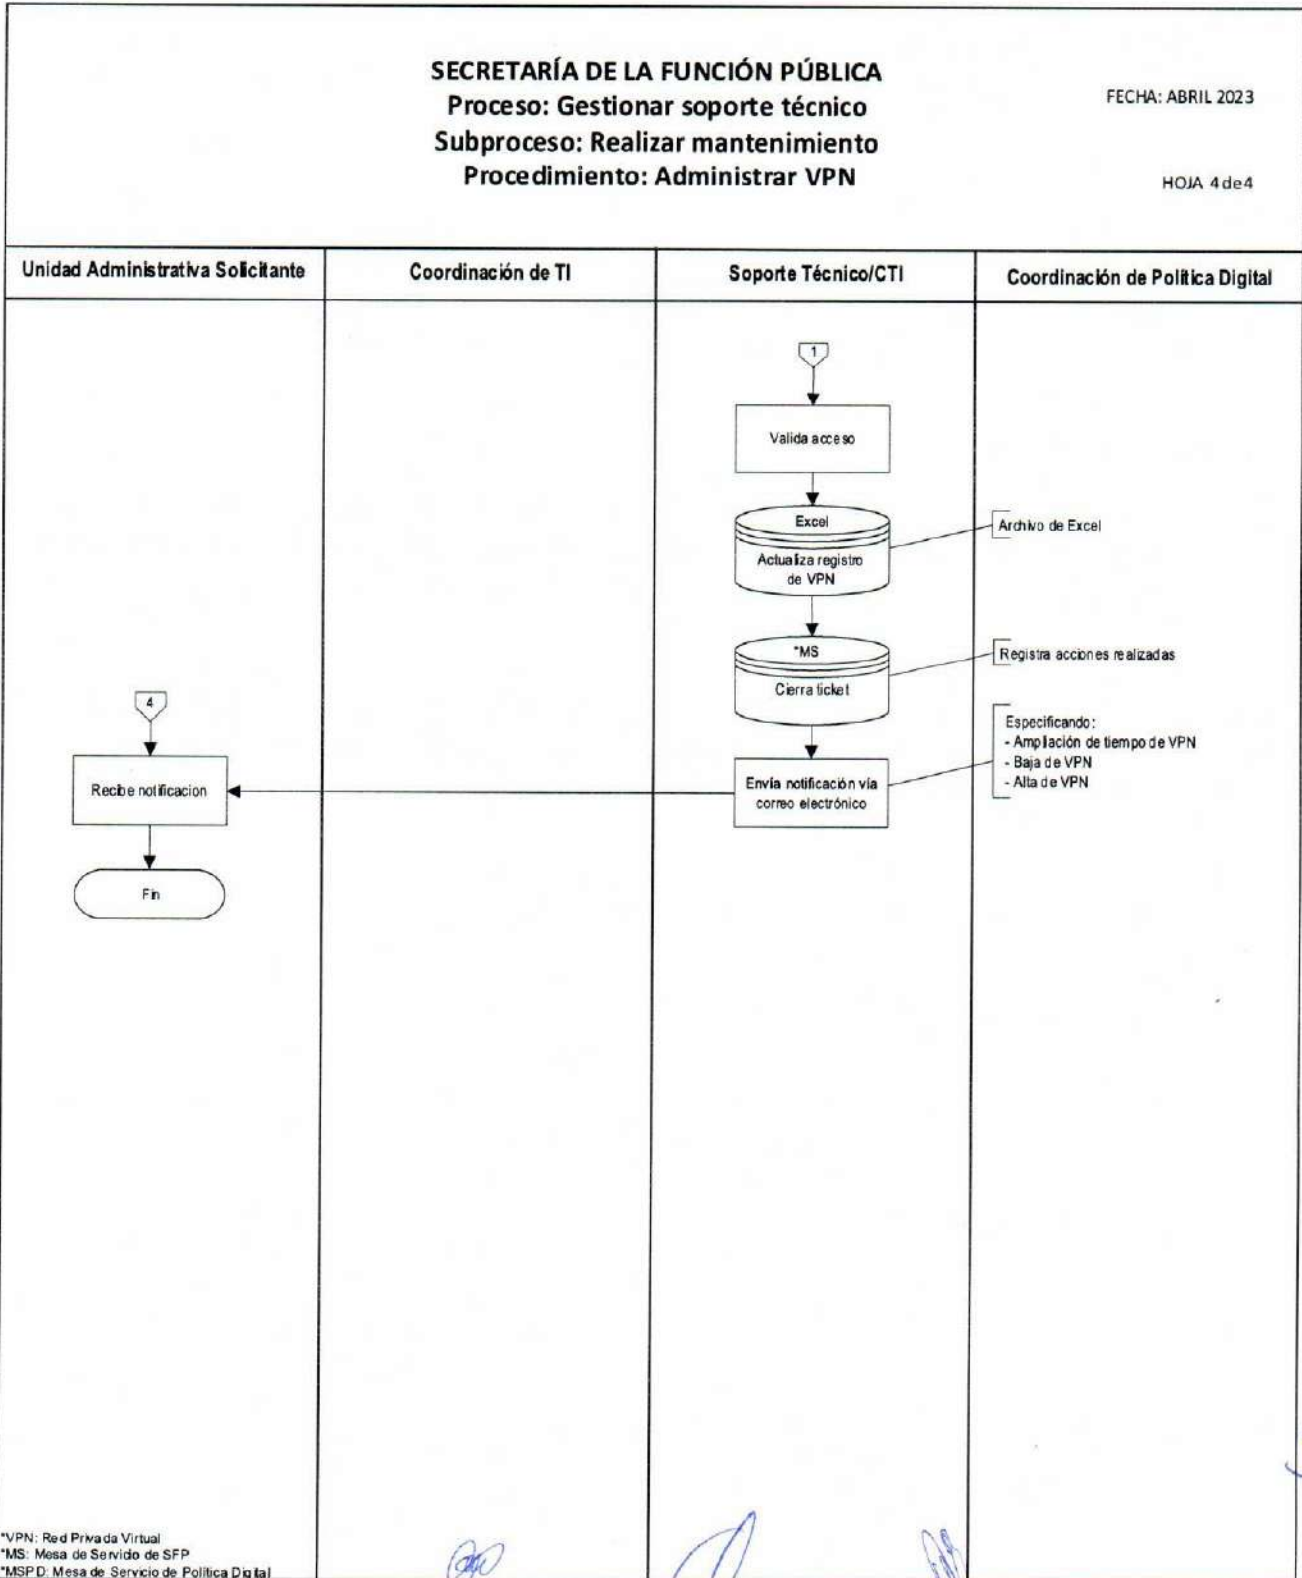 SECRETARÍA DE LA FUNCIÓN PÚBLICA
Proceso: Gestionar soporte técnico
Subproceso: Realizar mantenimiento
Procedimiento: Administrar VPN
FECHA: ABRIL 2023
HOJA 4 de 4
Unidad Administrativa Solicitante
Coordinación de TI
Soporte Técnico/CTI
Coordinación de Política Digital
1
Valida acceso
Excel
Actualiza registro
de VPN
Archivo de Excel
*MS
Cierra ticket
Registra acciones realizadas
4
Recibe notificacion
Envía notificación vía
correo electrónico
Especificando:
- Ampliación de tiempo de VPN
- Baja de VPN
- Alta de VPN
Fin
*VPN: Red Privada Virtual
*MS: Mesa de Servicio de SFP
*MSPD: Mesa de Servicio de Política Digital